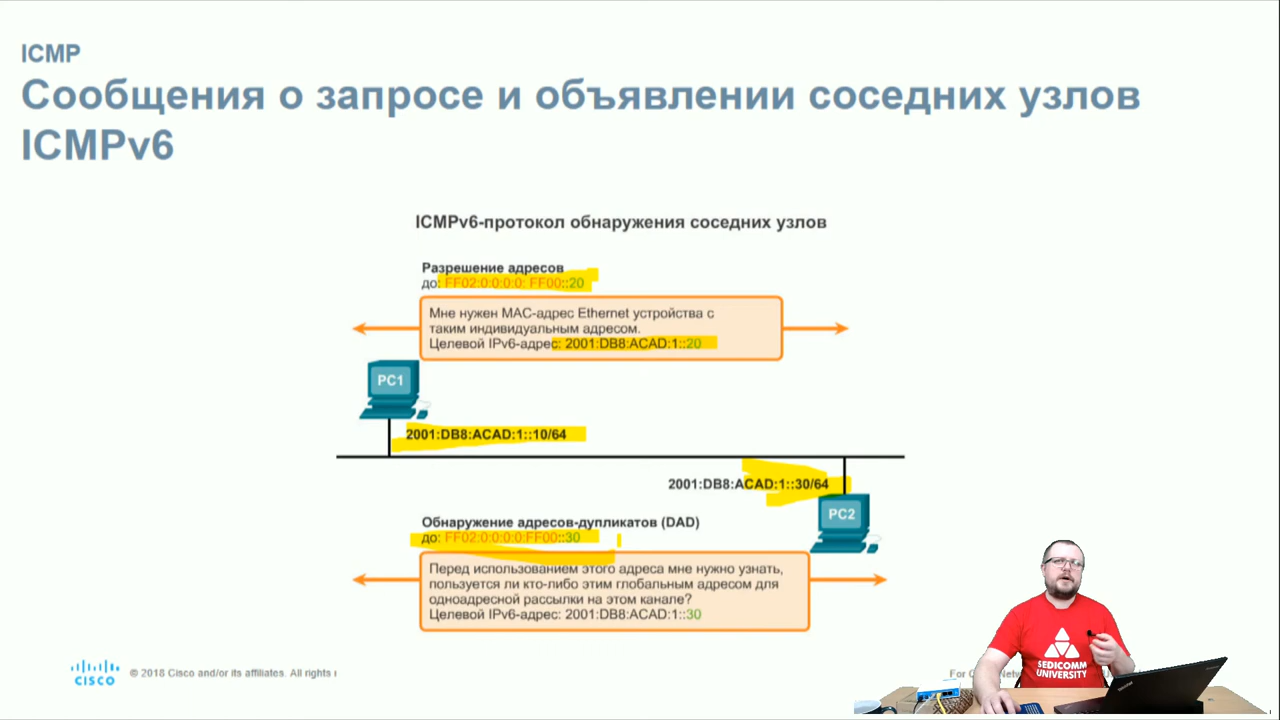 ICMP
Сообщения о запросе и объявлении соседних узлов
ICMPv6
ICMPv6-протокол обнаружения соседних узлов
Разрешение адресов
до: FF02:0:0:0:0: FF00::20
Мне нужен MAC-адрес Ethernet устройства с
таким индивидуальным адресом.
Целевой IPv6-адрес: 2001:DB8:ACAD:1::20
PC1
2001:DB8:ACAD:1::10/64
2001:DB8:ACAD:1::30/64
PC2
Обнаружение адресов-дупликатов (DAD)
до: FF02:0:0:0:0:FF00::30
Перед использованием этого адреса мне нужно узнать,
пользуется ли кто-либо этим глобальным адресом для
одноадресной рассылки на этом канале?
Целевой IPv6-адрес: 2001:DB8:ACAD:1::30
CISCO
© 2018 Cisco and/or its affiliates. All rights
SEDICOMM
UNIVERSITY